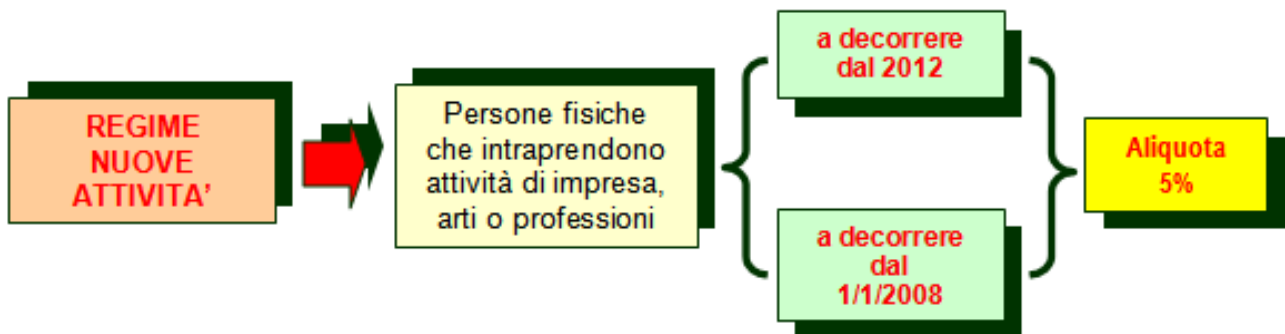 REGIME
NUOVE
ATTIVITA’
Persone fisiche
che intraprendono
attività di impresa,
arti o professioni
a decorrere
dal 2012
a decorrere
dal
1/1/2008
Aliquota
5%